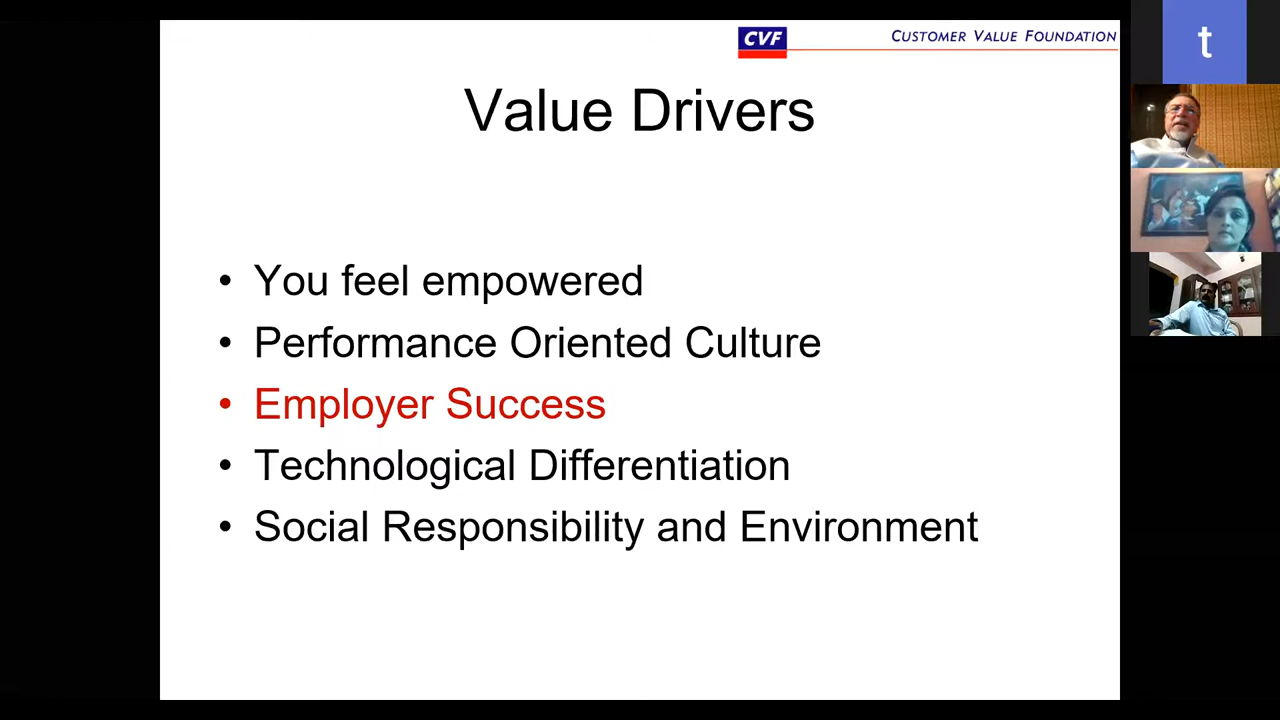 CVF
CUSTOMER VALUE FOUNDATION
t
Value Drivers
• You feel empowered
• Performance Oriented Culture
• Employer Success
• Technological Differentiation
• Social Responsibility and Environment